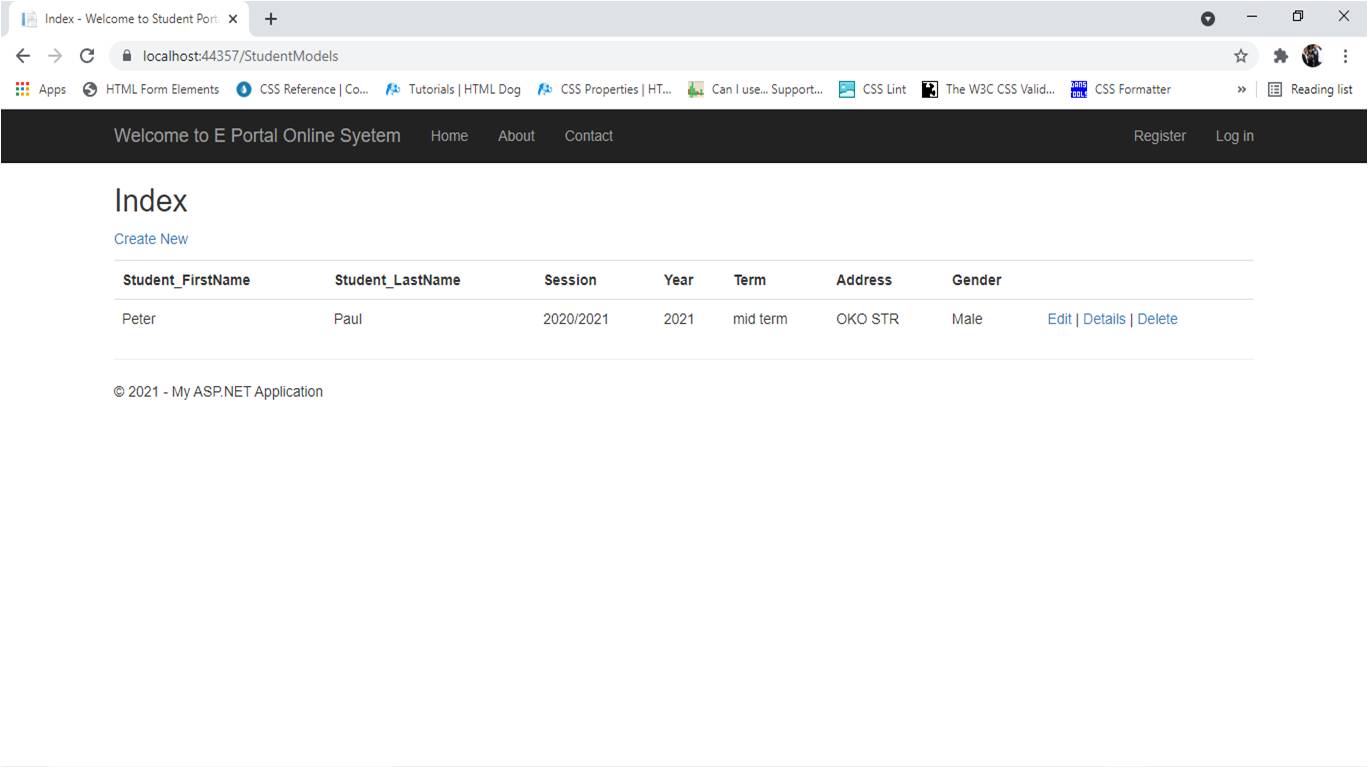 Index - Welcome to Student Port
localhost:44357/StudentModels
Apps HTML Form Elements CSS Reference | Co... Tutorials | HTML Dog CSS Properties | HT... Can I use... Support... CSS Lint The W3C CSS Valid... CSS Formatter » Reading list
Welcome to E Portal Online Syetem Home About Contact Register Log in
Index
Create New
Student_FirstName Student_LastName Session Year Term Address Gender
Peter Paul 2020/2021 2021 mid term OKO STR Male Edit | Details | Delete
© 2021 - My ASP.NET Application